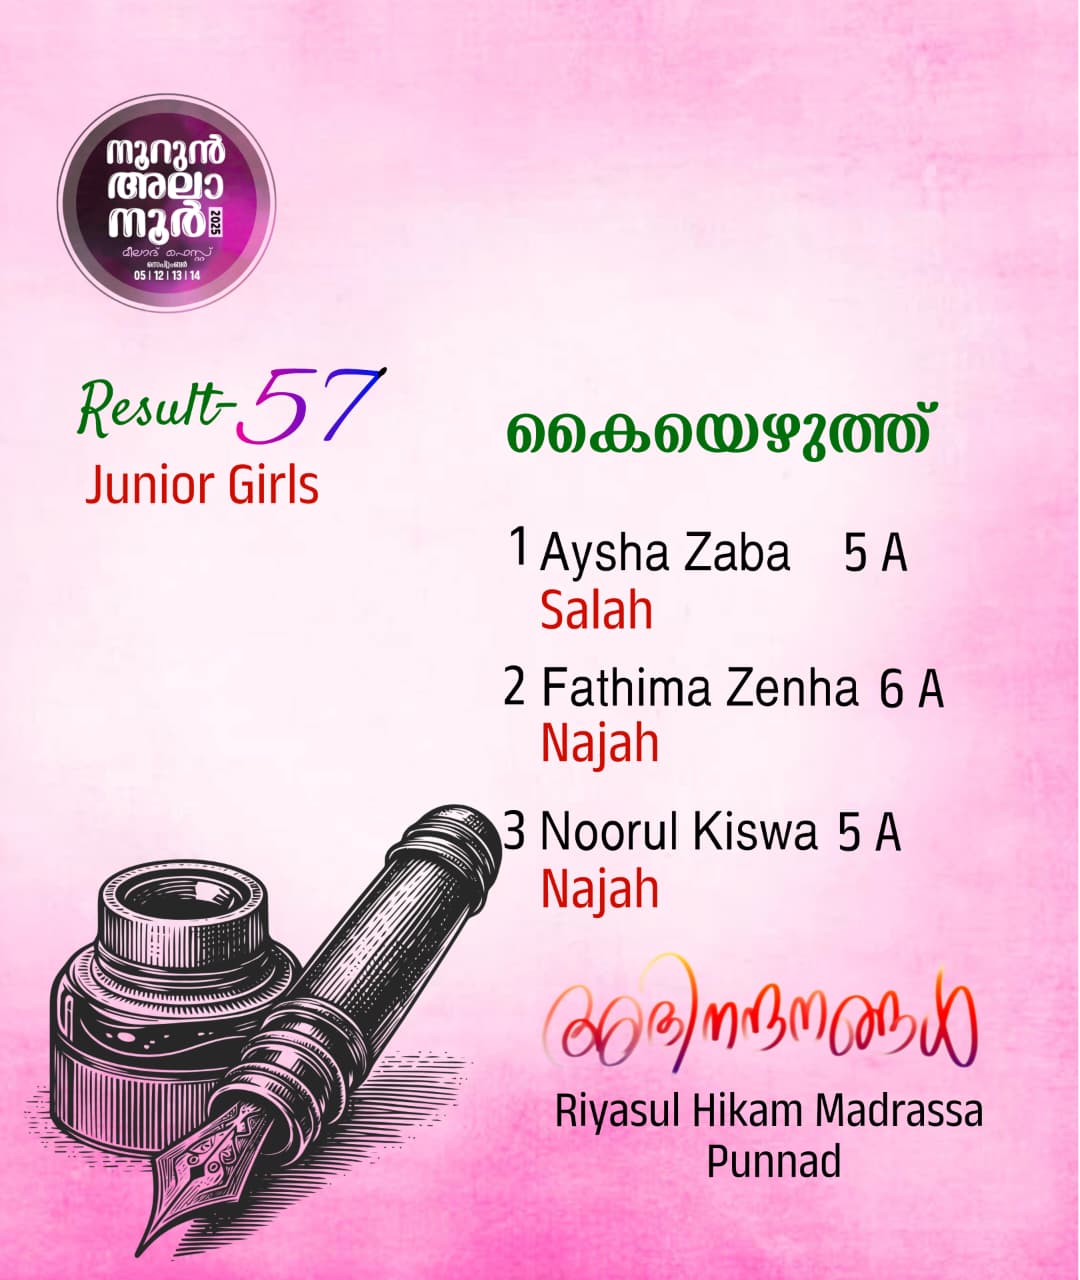 നൂറുൻ
അലാ
നൂർ 2025
മീലാദ് ഫെസ്റ്റ്
സെപ്റ്റംബർ
05 | 12 | 13 | 14
Result-57
Junior Girls
കൈയെഴുത്ത്
1 Aysha Zaba 5 A
Salah
2 Fathima Zenha 6 A
Najah
3 Noorul Kiswa 5 A
Najah
അഭിനന്ദനങ്ങൾ
Riyasul Hikam Madrassa
Punnad